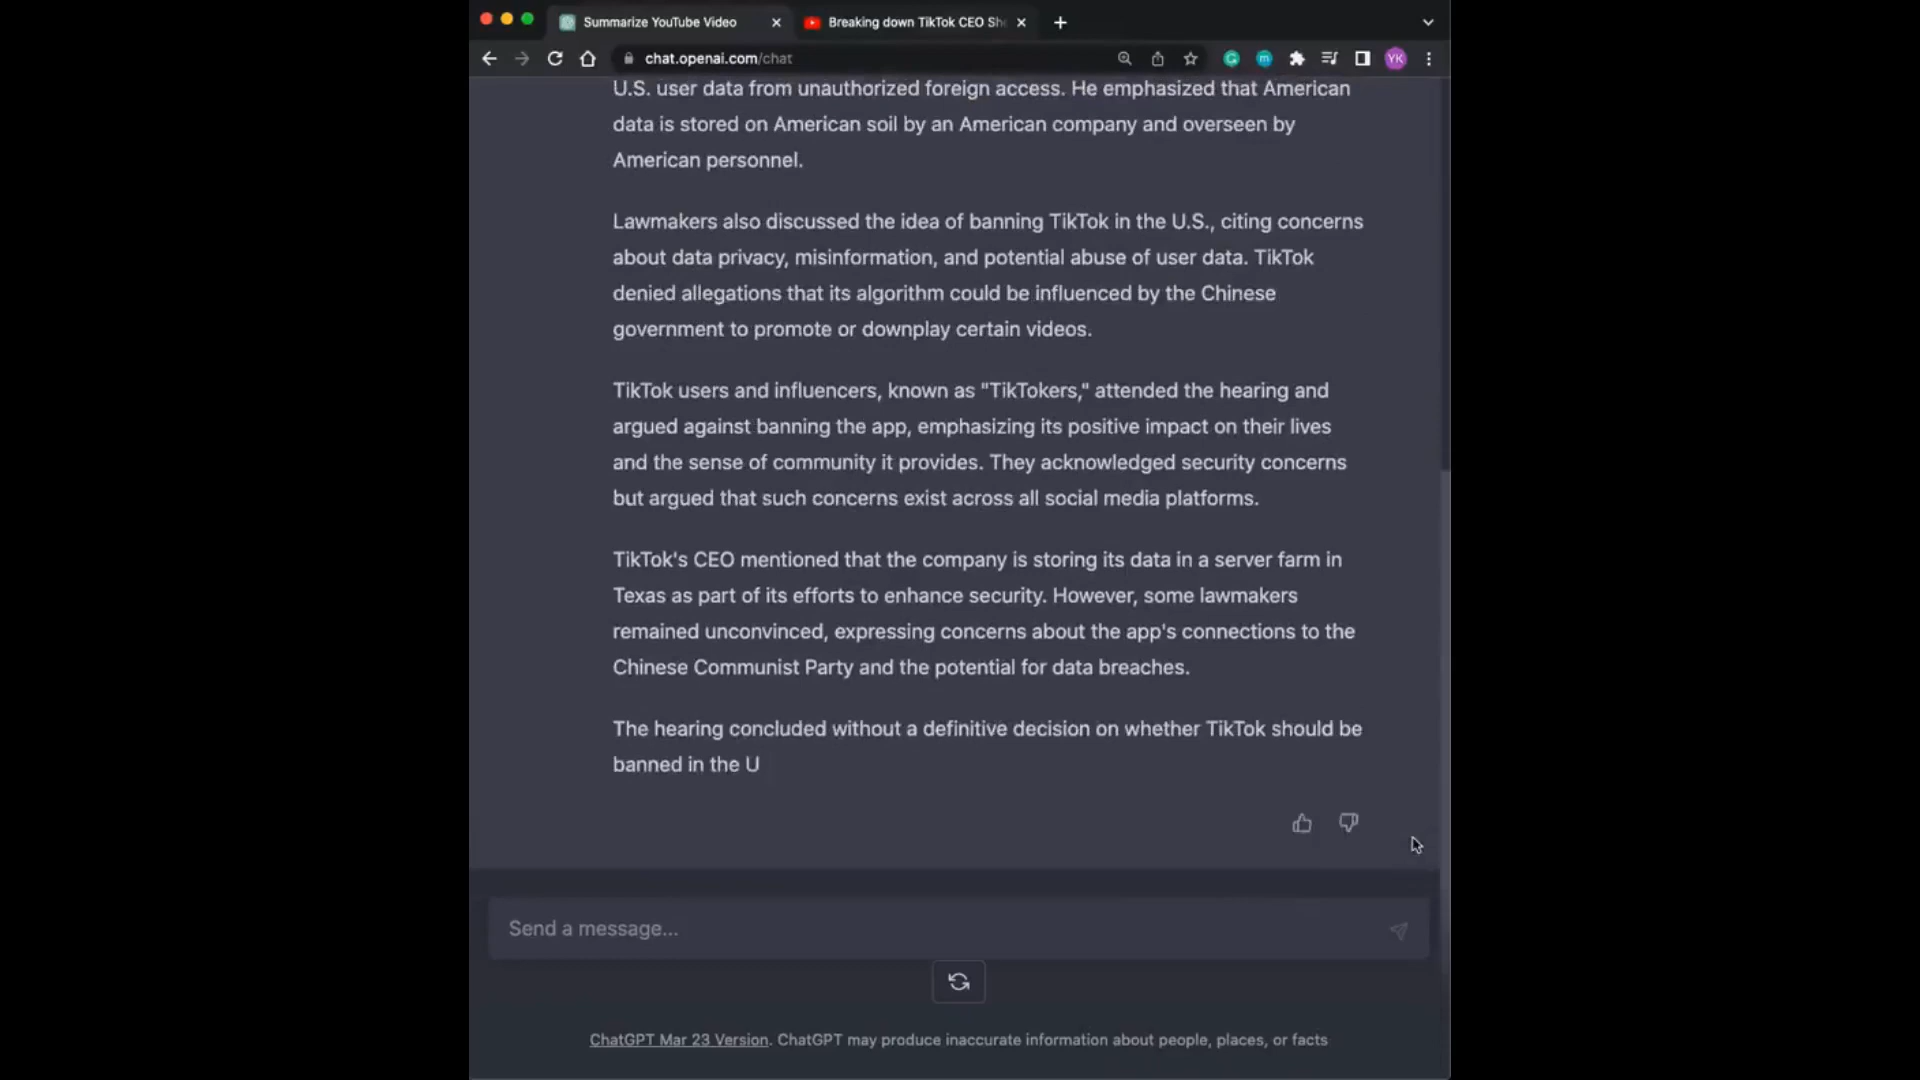 Summarize YouTube Video
Breaking down TikTok CEO Sh
chat.openai.com/chat
YK
U.S. user data from unauthorized foreign access. He emphasized that American
data is stored on American soil by an American company and overseen by
American personnel.
Lawmakers also discussed the idea of banning TikTok in the U.S., citing concerns
about data privacy, misinformation, and potential abuse of user data. TikTok
denied allegations that its algorithm could be influenced by the Chinese
government to promote or downplay certain videos.
TikTok users and influencers, known as "TikTokers," attended the hearing and
argued against banning the app, emphasizing its positive impact on their lives
and the sense of community it provides. They acknowledged security concerns
but argued that such concerns exist across all social media platforms.
TikTok's CEO mentioned that the company is storing its data in a server farm in
Texas as part of its efforts to enhance security. However, some lawmakers
remained unconvinced, expressing concerns about the app's connections to the
Chinese Communist Party and the potential for data breaches.
The hearing concluded without a definitive decision on whether TikTok should be
banned in the U
Send a message...
ChatGPT Mar 23 Version. ChatGPT may produce inaccurate information about people, places, or facts